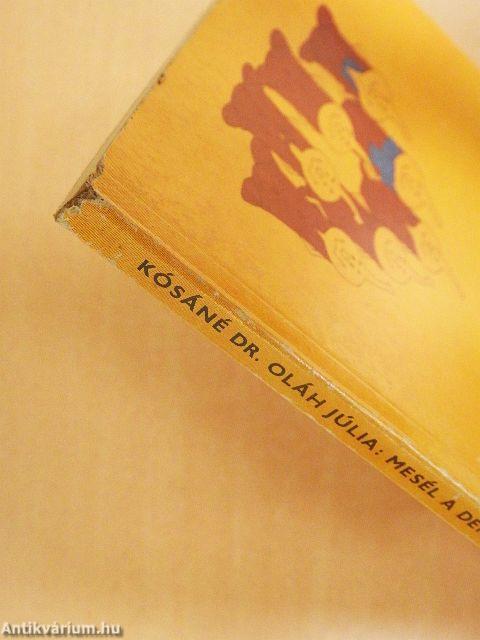 KÓSÁNÉ DR. OLÁH JÚLIA: MESÉL A
Antikvárium.hu